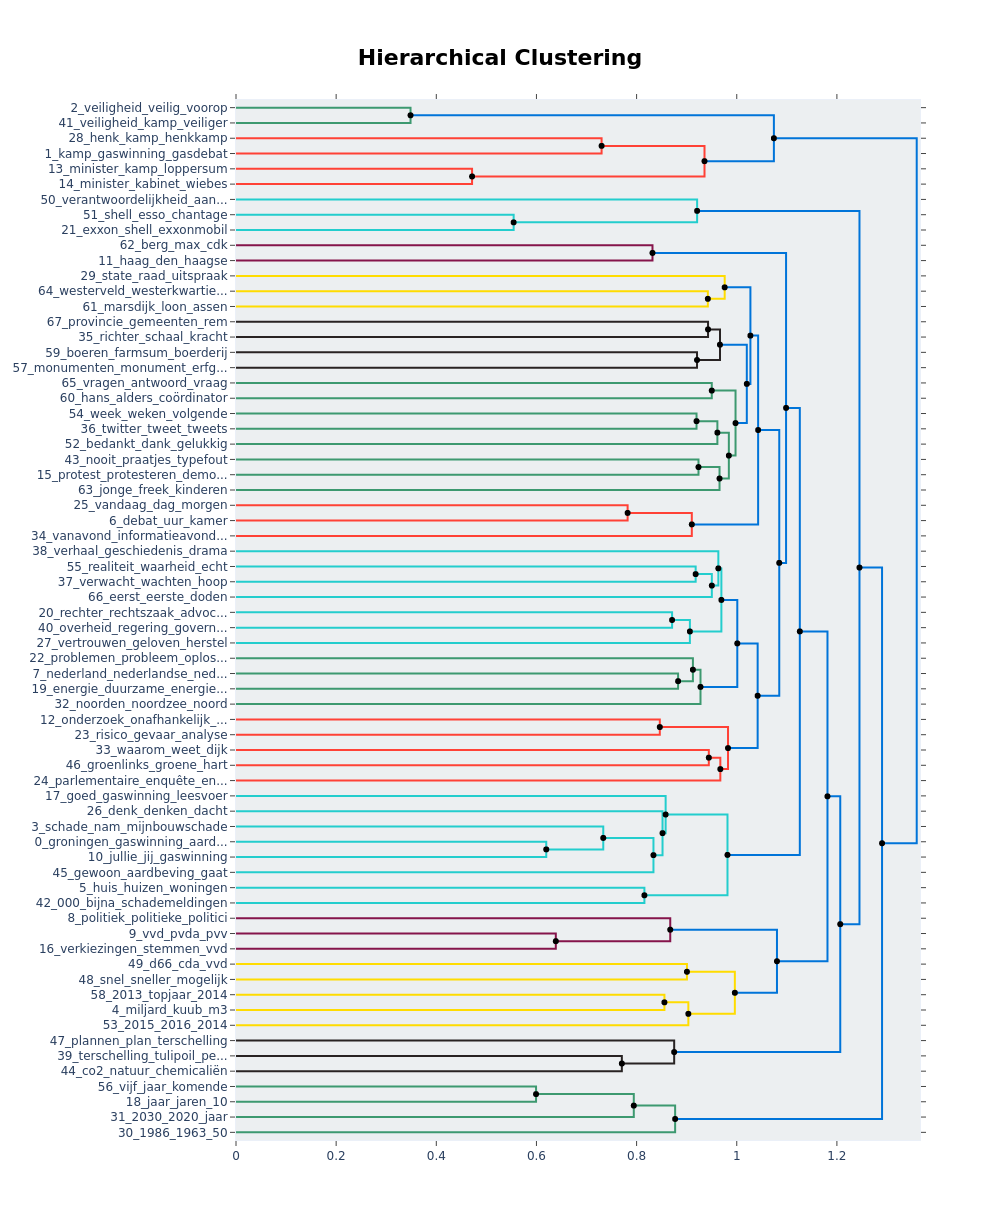 Hierarchical Clustering
2_veiligheid_veilig_voorop
41_veiligheid_kamp_veiliger
28_henk_kamp_henkkamp
1_kamp_gaswinning_gasdebat
13_minister_kamp_loppersum
14_minister_kabinet_wiebes
50_verantwoordelijkheid_aan...
51_shell_esso_chantage
21_exxon_shell_exxonmobil
62_berg_max_cdk
11_haag_den_haagse
29_state_raad_uitspraak
64_westerveld_westerkwartie...
61_marsdijk_loon_assen
67_provincie_gemeenten_rem
35_richter_schaal_kracht
59_boeren_farmsum_boerderij
57_monumenten_monument_erfg...
65_vragen_antwoord_vraag
60_hans_alders_coördinator
54_week_weken_volgende
36_twitter_tweet_tweets
52_bedankt_dank_gelukkig
43_nooit_praatjes_typefout
15_protest_protesteren_demo...
63_jonge_freek_kinderen
25_vandaag_dag_morgen
6_debat_uur_kamer
34_vanavond_informatieavond...
38_verhaal_geschiedenis_drama
55_realiteit_waarheid_echt
37_verwacht_wachten_hoop
66_eerst_eerste_doden
20_rechter_rechtszaak_advoc...
40_overheid_regering_govern...
27_vertrouwen_geloven_herstel
22_problemen_probleem_oplos...
7_nederland_nederlandse_ned...
19_energie_duurzame_energie...
32_noorden_noordzee_noord
12_onderzoek_onafhankelijk_...
23_risico_gevaar_analyse
33_waarom_weet_dijk
46_groenlinks_groene_hart
24_parlementaire_enquête_en...
17_goed_gaswinning_leesvoer
26_denk_denken_dacht
3_schade_nam_mijnbouwschade
0_groningen_gaswinning_aard...
10_jullie_jij_gaswinning
45_gewoon_aardbeving_gaat
5_huis_huizen_woningen
42_000_bijna_schademeldingen
8_politiek_politieke_politici
9_vvd_pvda_pvv
16_verkiezingen_stemmen_vvd
49_d66_cda_vvd
48_snel_sneller_mogelijk
58_2013_topjaar_2014
4_miljard_kuub_m3
53_2015_2016_2014
47_plannen_plan_terschelling
39_terschelling_tulipoil_pe...
44_co2_natuur_chemicaliën
56_vijf_jaar_komende
18_jaar_jaren_10
31_2030_2020_jaar
30_1986_1963_50
0 0.2 0.4 0.6 0.8 1 1.2